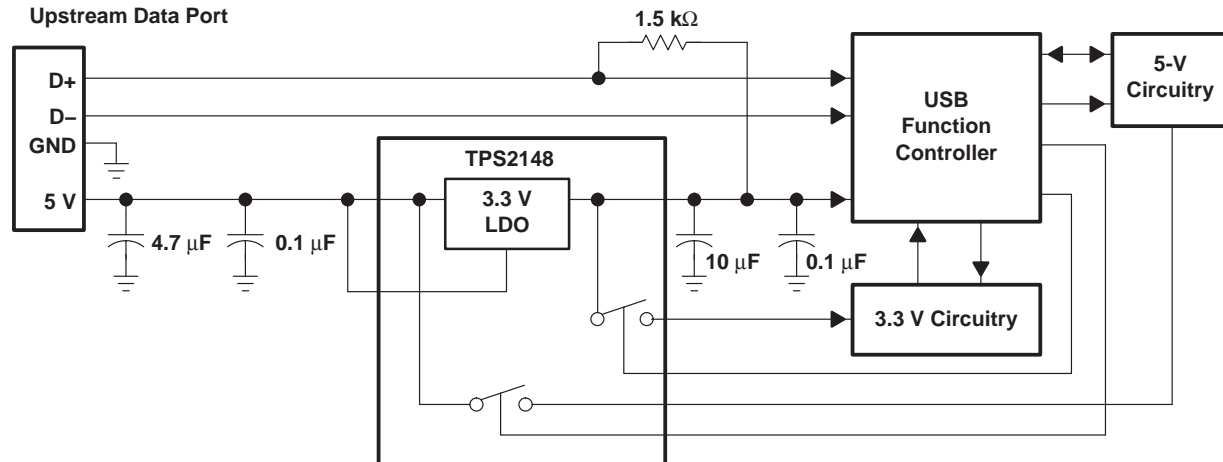 Upstream Data Port
1.5 kΩ
D+
D–
GND
5 V
TPS2148
3.3 V
LDO
4.7 μF
0.1 μF
10 μF
0.1 μF
USB
Function
Controller
5-V
Circuitry
3.3 V Circuitry